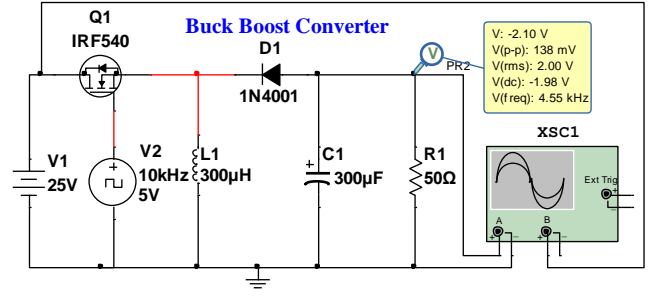 Q1
IRF540
Buck Boost Converter
D1
1N4001
PR2
V
V: -2.10 V
V(p-p): 138 mV
V(rms): 2.00 V
V(dc): -1.98 V
V(freq): 4.55 kHz
XSC1
Ext Trig
+
A
B
+
+
V1
25V
V2
10kHz
5V
+
L1
300µH
C1
300µF
+
R1
50Ω